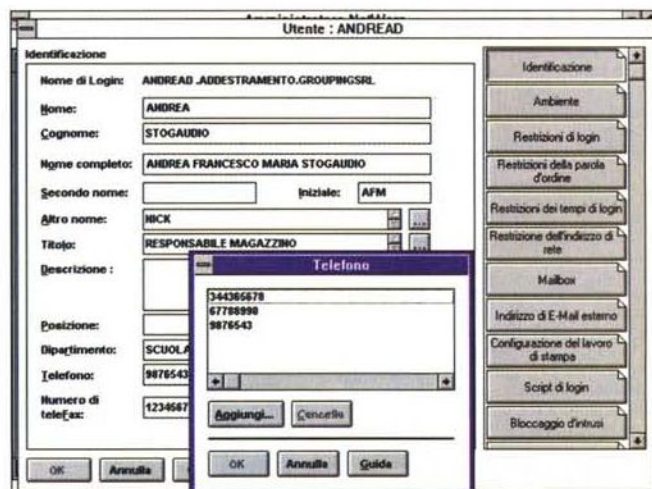 Amministratore NetWare
Utente : ANDREAD
Identificazione
Nome di Login: ANDREAD .ADDESTRAMENTO.GROUPINGSRL
Nome: ANDREA
Cognome: STOGAUDIO
Nome completo: ANDREA FRANCESCO MARIA STOGAUDIO
Secondo nome: Iniziale: AFM
Altro nome: NICK ...
Titolo: RESPONSABILE MAGAZZINO ...
Descrizione :
Posizione:
Dipartimento: SCUOLA
Telefono: 9876543
Numero di
teleFax: 1234567
OK Annulla
Telefono
344365678
67788990
9876543
Aggiungi... Cancella
OK Annulla Guida
Identificazione
Ambiente
Restrizioni di login
Restrizioni della parola
d'ordine
Restrizioni dei tempi di login
Restrizione dell'indirizzo di
rete
Mailbox
Indirizzo di E-Mail esterno
Configurazione del lavoro
di stampa
Script di login
Bloccaggio d'intrusi